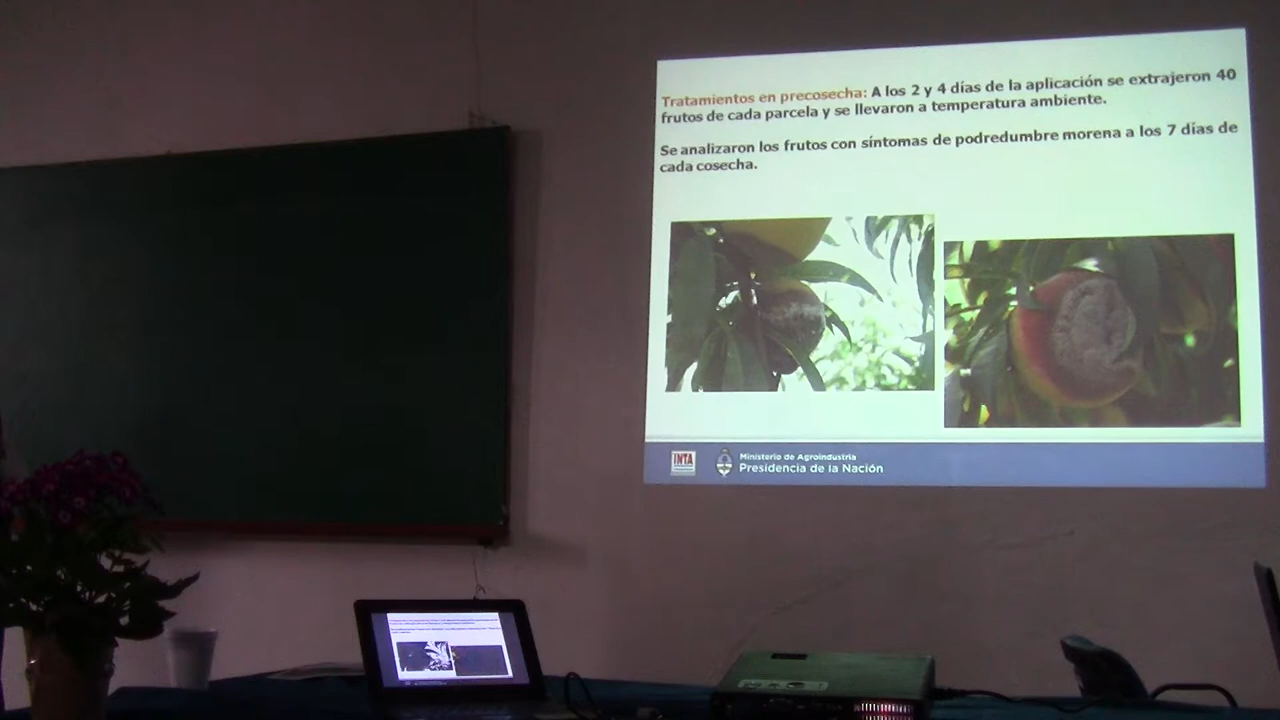 Tratamientos en precosecha: A los 2 y 4 días de la aplicación se extrajeron 40
frutos de cada parcela y se llevaron a temperatura ambiente.
Se analizaron los frutos con síntomas de podredumbre morena a los 7 días de
cada cosecha.
INTA
Ministerio de Agroindustria
Presidencia de la Nación